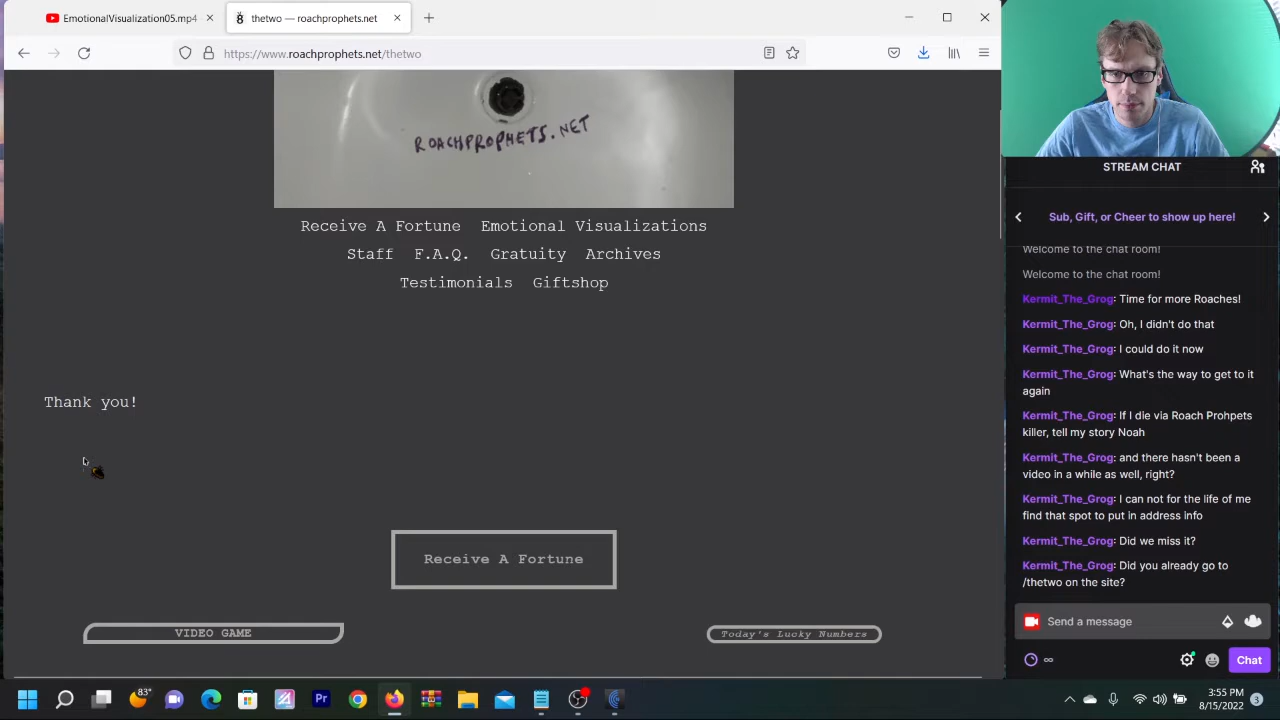 EmotionalVisualization05.mp4
thetwo — roachprophets.net
https://www.roachprophets.net/thetwo
ROACHPROPHETS.NET
Receive A Fortune Emotional Visualizations
Staff F.A.Q. Gratuity Archives
Testimonials Giftshop
Thank you!
Receive A Fortune
VIDEO GAME
Today's Lucky Numbers
STREAM CHAT
Sub, Gift, or Cheer to show up here!
Welcome to the chat room!
Welcome to the chat room!
Kermit_The_Grog: Time for more Roaches!
Kermit_The_Grog: Oh, I didn't do that
Kermit_The_Grog: I could do it now
Kermit_The_Grog: What's the way to get to it
again
Kermit_The_Grog: If I die via Roach Prohpets
killer, tell my story Noah
Kermit_The_Grog: and there hasn't been a
video in a while as well, right?
Kermit_The_Grog: I can not for the life of me
find that spot to put in address info
Kermit_The_Grog: Did we miss it?
Kermit_The_Grog: Did you already go to
/thetwo on the site?
Send a message
∞
Chat
83°
Pr
3:55 PM
8/15/2022
3